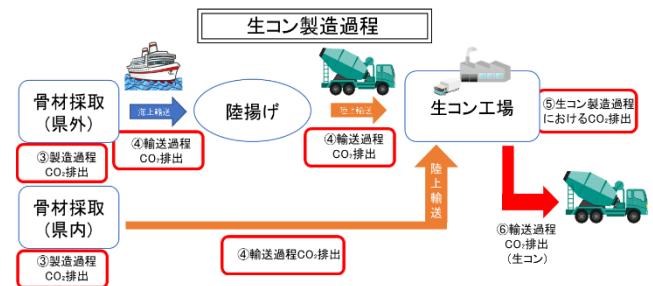 生コン製造過程
骨材採取
(県外)
海上輸送
陸揚げ
陸上輸送
生コン工場
⑤生コン製造過程
におけるCO₂排出
③製造過程
CO₂排出
④輸送過程
CO₂排出
④輸送過程
CO₂排出
陸上輸送
骨材採取
(県内)
③製造過程
CO₂排出
④輸送過程CO₂排出
⑥輸送過程
CO₂排出
(生コン)